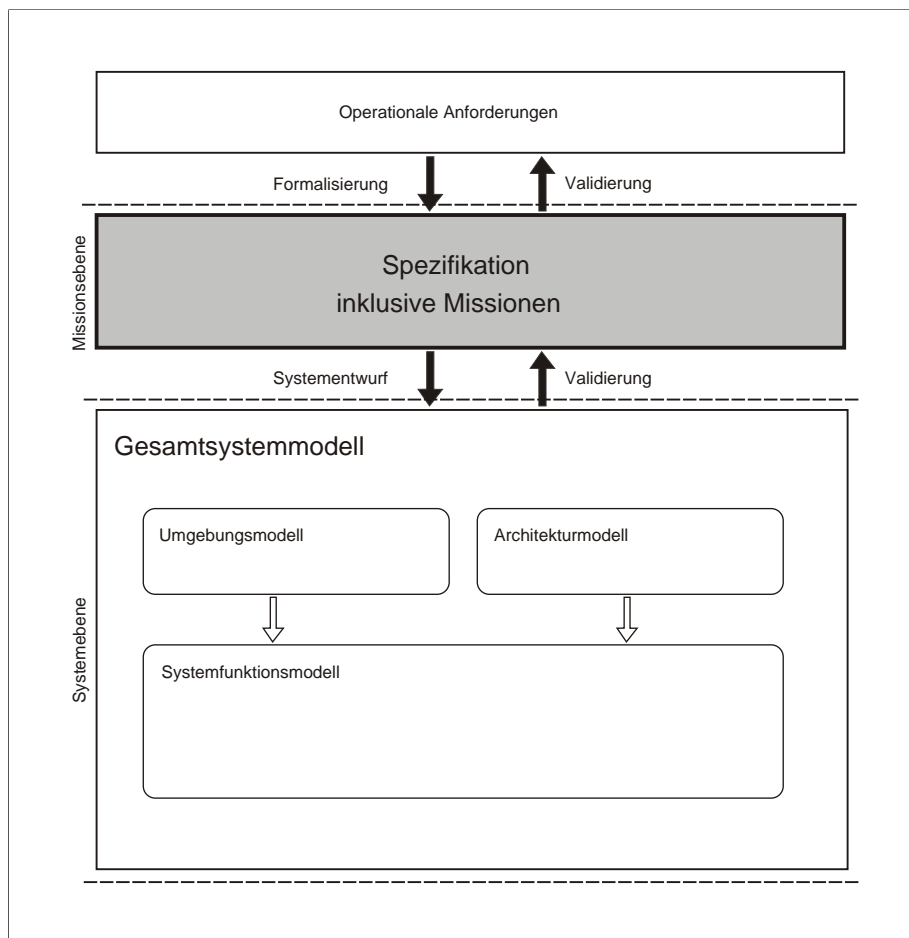 Operationale Anforderungen
Formalisierung
Validierung
Missionsebene
Spezifikation
inklusive Missionen
Systementwurf
Validierung
Systemebene
Gesamtsystemmodell
Umgebungsmodell
Architekturmodell
Systemfunktionsmodell